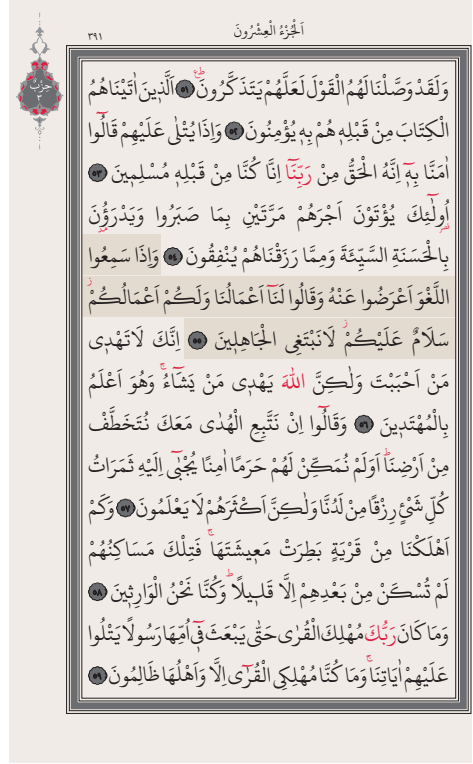 اَلْجُزْءُ الْعِشْرُونَ
٣٩١
حِزْبْ
٣
وَلَقَدْ وَصَّلْنَا لَهُمُ الْقَوْلَ لَعَلَّهُمْ يَتَذَكَّرُونَۜ ٥١ اَلَّذٖينَ اٰتَيْنَاهُمُ
الْكِتَابَ مِنْ قَبْلِهٖ هُمْ بِهٖ يُؤْمِنُونَ ٥٢ وَاِذَا يُتْلٰى عَلَيْهِمْ قَالُٓوا
اٰمَنَّا بِهٖٓ اِنَّهُ الْحَقُّ مِنْ رَبِّنَٓا اِنَّا كُنَّا مِنْ قَبْلِهٖ مُسْلِمٖينَ ٥٣
اُولٰٓئِكَ يُؤْتَوْنَ اَجْرَهُمْ مَرَّتَيْنِ بِمَا صَبَرُوا وَيَدْرَؤُ۫نَ
بِالْحَسَنَةِ السَّيِّئَةَ وَمِمَّا رَزَقْنَاهُمْ يُنْفِقُونَ ٥٤ وَاِذَا سَمِعُوا
اللَّغْوَ اَعْرَضُوا عَنْهُ وَقَالُوا لَنَٓا اَعْمَالُنَا وَلَكُمْ اَعْمَالُكُمْؗ
سَلَامٌ عَلَيْكُمْؗ لَا نَبْتَغِي الْجَاهِلٖينَ ٥٥ اِنَّكَ لَا تَهْدٖي
مَنْ اَحْبَبْتَ وَلٰكِنَّ اللّٰهَ يَهْدٖي مَنْ يَشَٓاءُۚ وَهُوَ اَعْلَمُ
بِالْمُهْتَدٖينَ ٥٦ وَقَالُٓوا اِنْ نَتَّبِعِ الْهُدٰى مَعَكَ نُتَخَطَّفْ
مِنْ اَرْضِنَاؕ اَوَلَمْ نُمَكِّنْ لَهُمْ حَرَمًا اٰمِنًا يُجْبٰٓى اِلَيْهِ ثَمَرَاتُ
كُلِّ شَيْءٍ رِزْقًا مِنْ لَدُنَّا وَلٰكِنَّ اَكْثَرَهُمْ لَا يَعْلَمُونَ ٥٧ وَكَمْ
اَهْلَكْنَا مِنْ قَرْيَةٍ بَطِرَتْ مَعٖيشَتَهَاۚ فَتِلْكَ مَسَاكِنُهُمْ
لَمْ تُسْكَنْ مِنْ بَعْدِهِمْ اِلَّا قَلٖيلًاؕ وَكُنَّا نَحْنُ الْوَارِثٖينَ ٥٨
وَمَا كَانَ رَبُّكَ مُهْلِكَ الْقُرٰى حَتّٰى يَبْعَثَ فٖٓي اُمِّهَا رَسُولًا يَتْلُوا
عَلَيْهِمْ اٰيَاتِنَاۚ وَمَا كُنَّا مُهْلِكِي الْقُرٰٓى اِلَّا وَاَهْلُهَا ظَالِمُونَ ٥٩